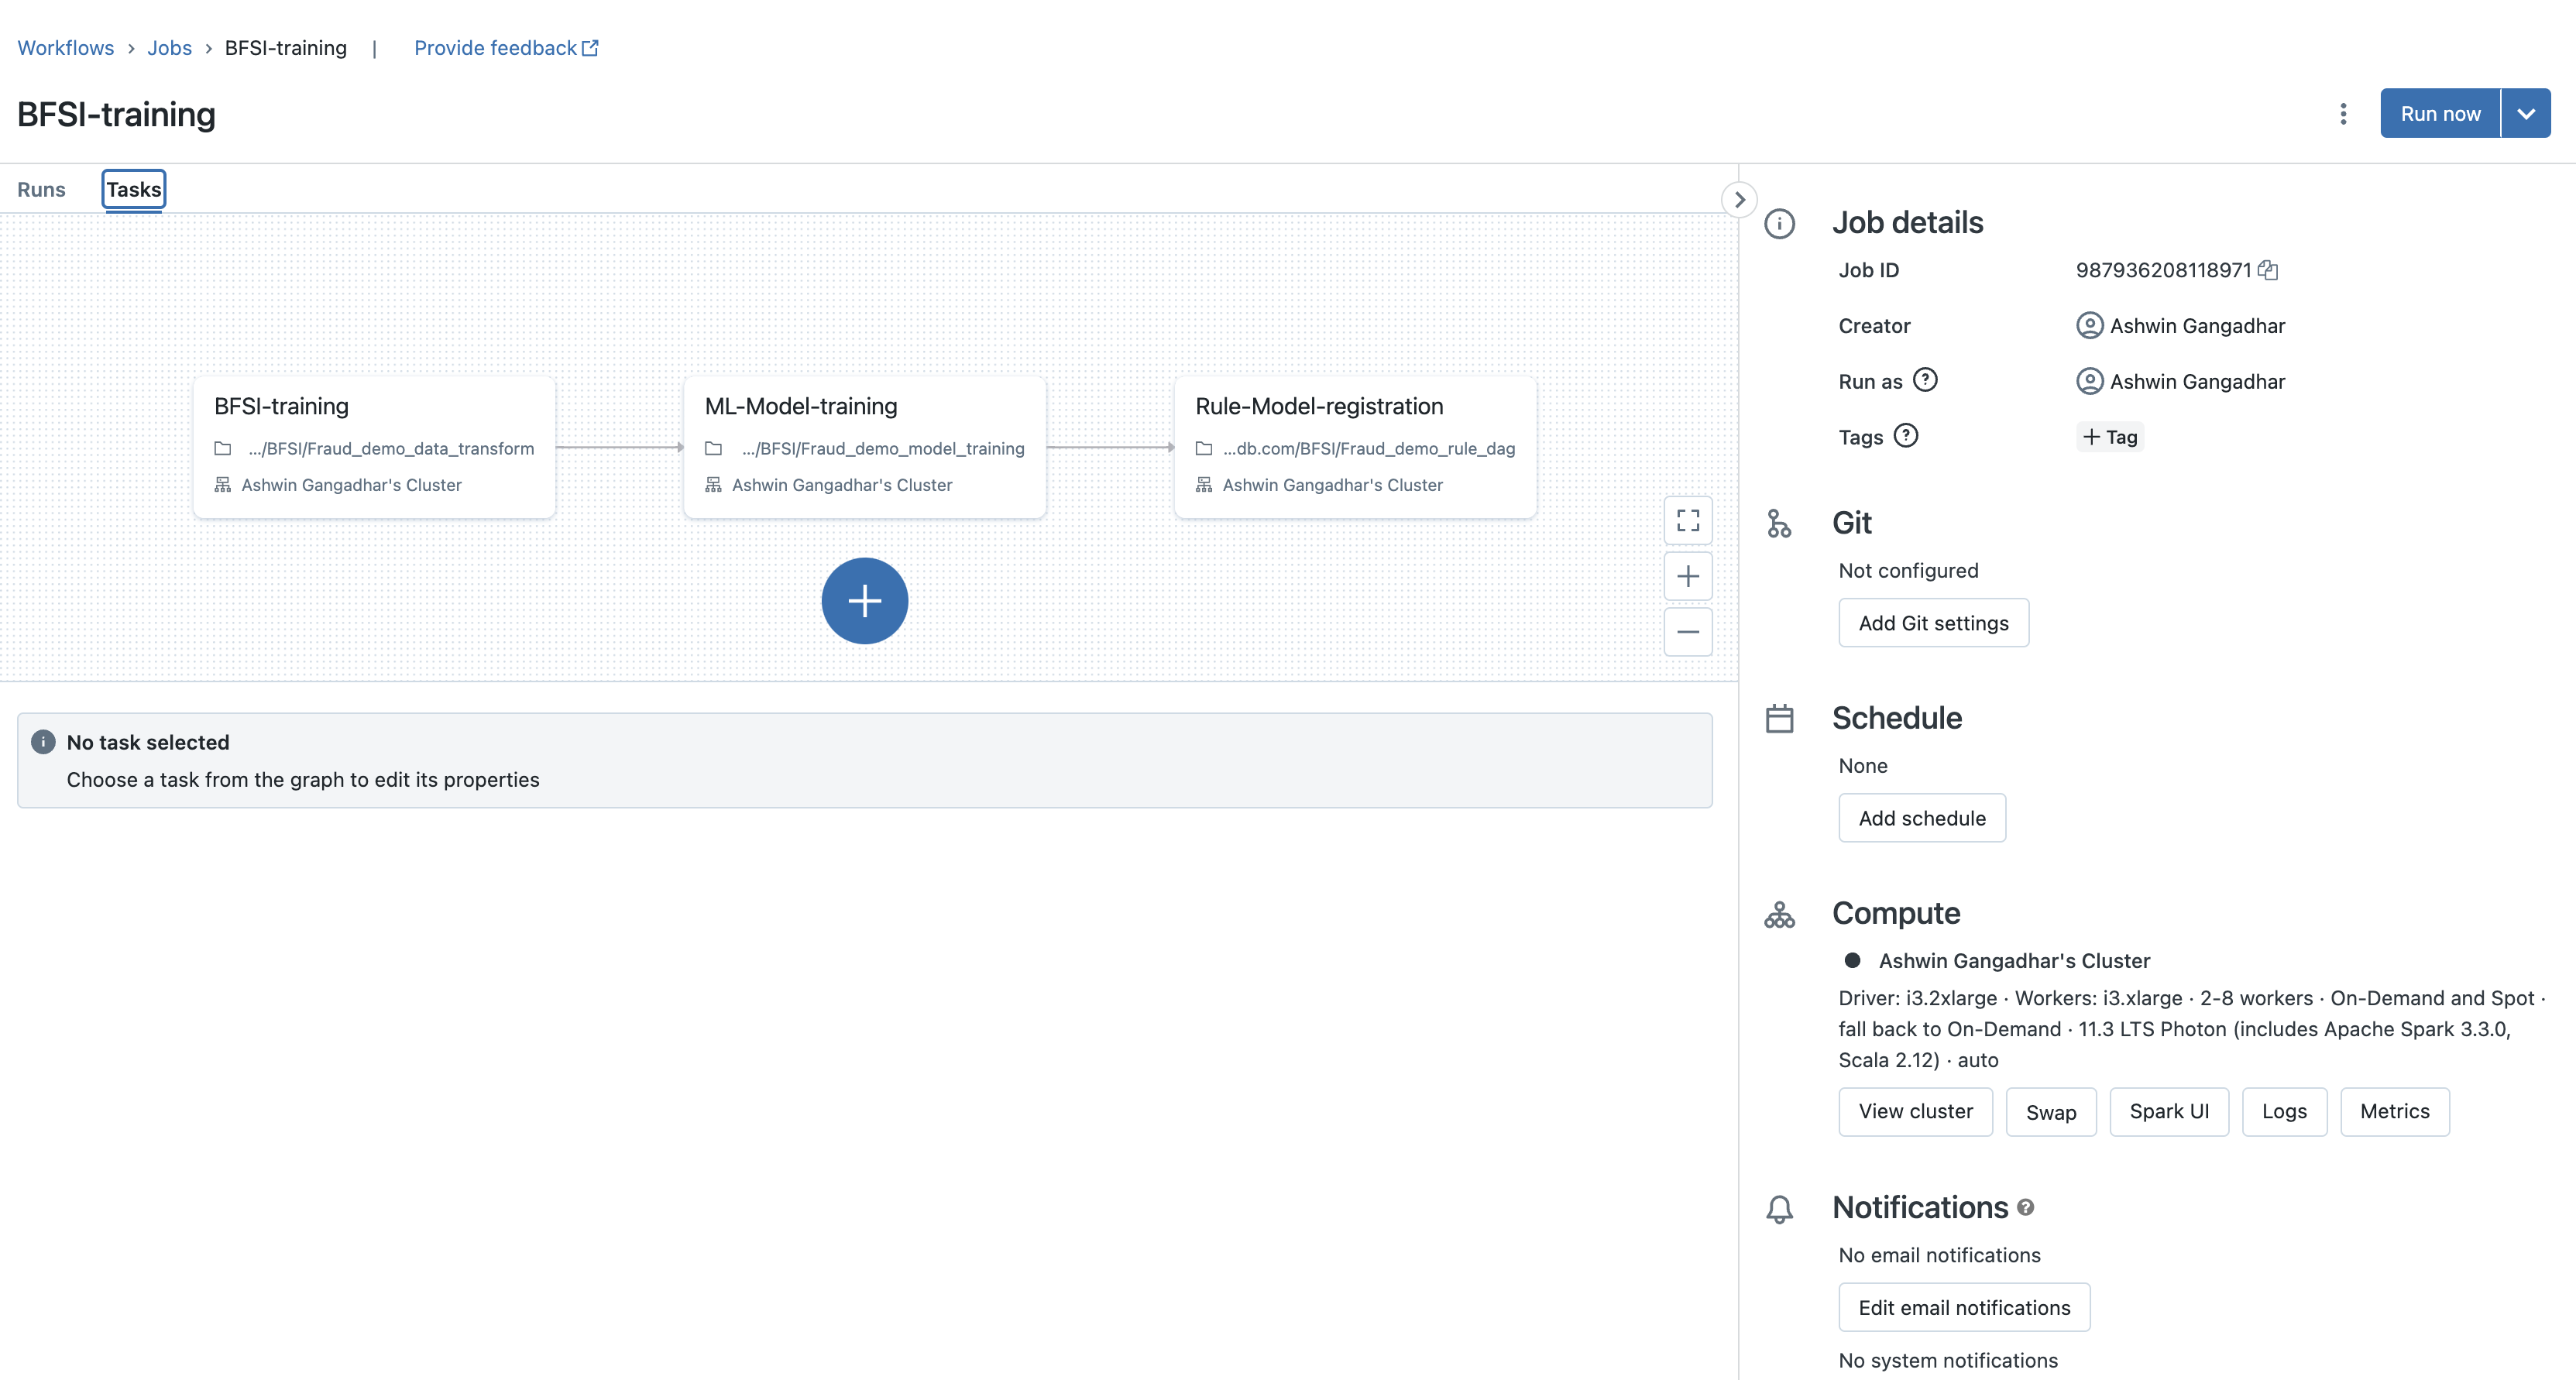 Workflows › Jobs › BFSI-training | Provide feedback
BFSI-training
Run now
Runs Tasks
BFSI-training
.../BFSI/Fraud_demo_data_transform
Ashwin Gangadhar's Cluster
ML-Model-training
.../BFSI/Fraud_demo_model_training
Ashwin Gangadhar's Cluster
Rule-Model-registration
...db.com/BFSI/Fraud_demo_rule_dag
Ashwin Gangadhar's Cluster
No task selected
Choose a task from the graph to edit its properties
Job details
Job ID 987936208118971
Creator Ashwin Gangadhar
Run as Ashwin Gangadhar
Tags + Tag
Git
Not configured
Add Git settings
Schedule
None
Add schedule
Compute
Ashwin Gangadhar's Cluster
Driver: i3.2xlarge · Workers: i3.xlarge · 2-8 workers · On-Demand and Spot ·
fall back to On-Demand · 11.3 LTS Photon (includes Apache Spark 3.3.0,
Scala 2.12) · auto
View cluster Swap Spark UI Logs Metrics
Notifications
No email notifications
Edit email notifications
No system notifications